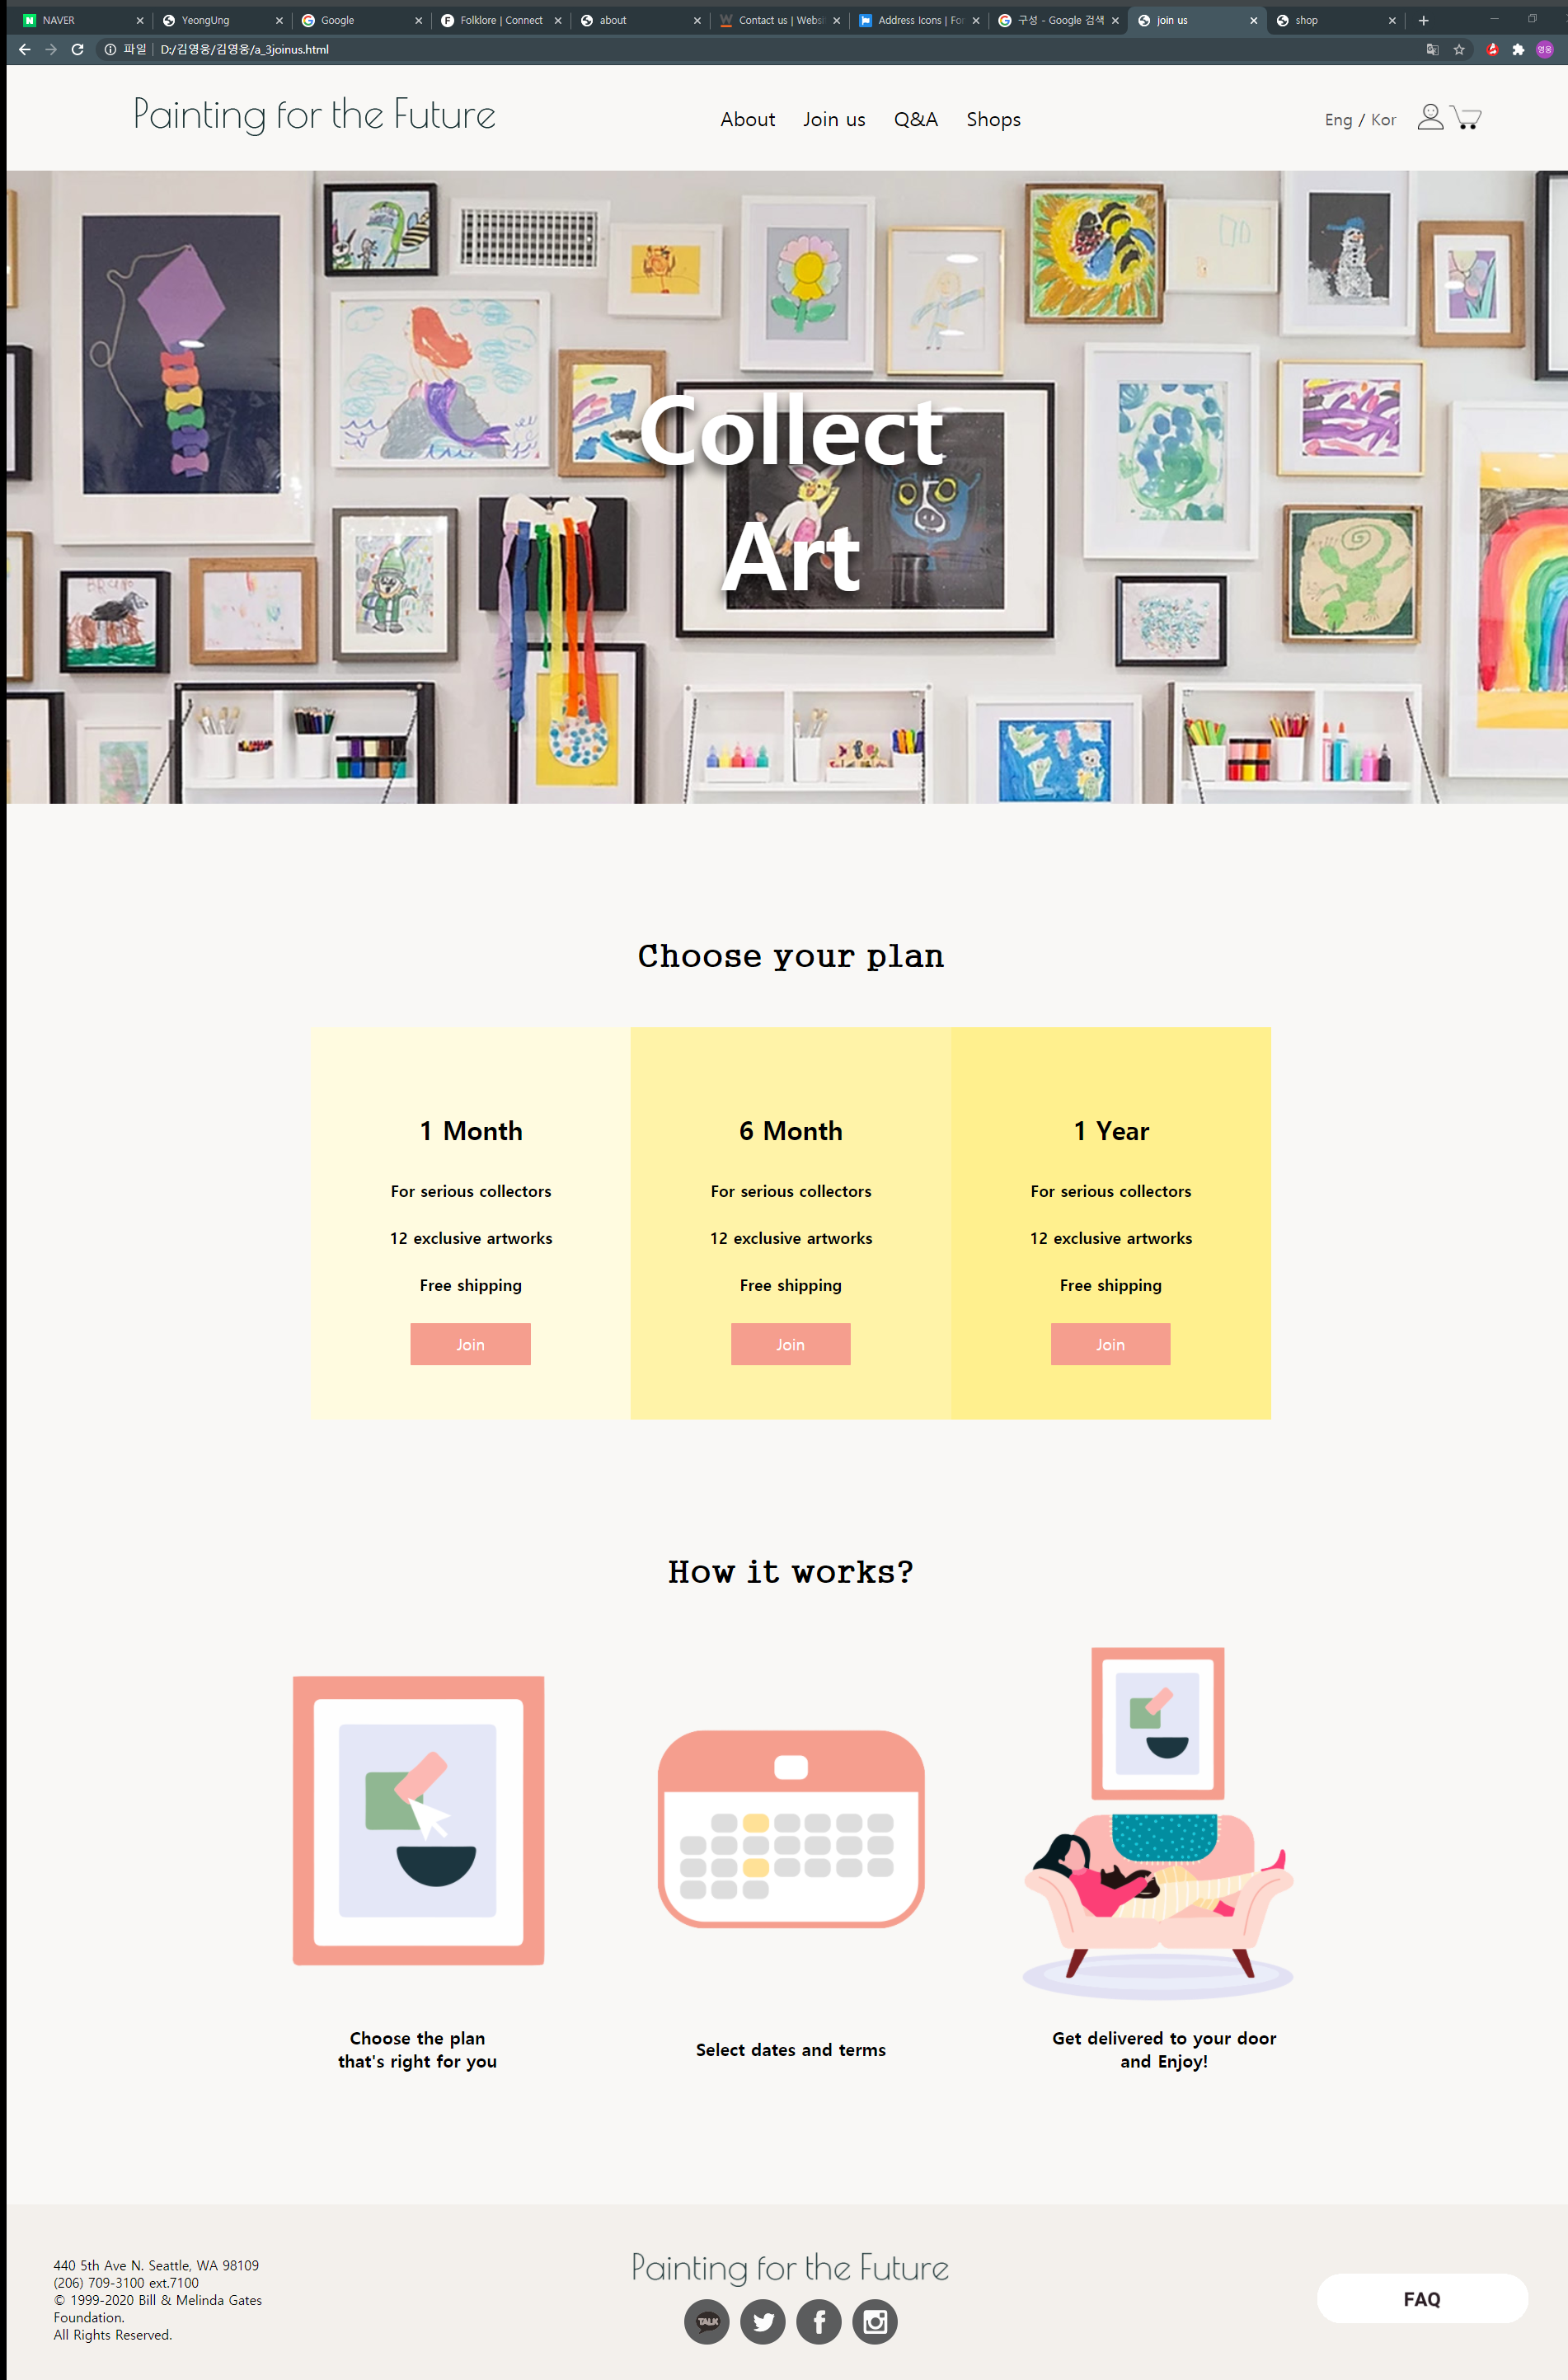 NAVER
YeongUng
Google
Folklore | Connect
about
Contact us | Websi
Address Icons | Fo
구성 - Google 검색
join us
shop
파일
D:/김영웅/김영웅/a_3joinus.html
영웅
Painting for the Future
About
Join us
Q&A
Shops
Eng / Kor
Collect
Art
Choose your plan
1 Month
For serious collectors
12 exclusive artworks
Free shipping
Join
6 Month
For serious collectors
12 exclusive artworks
Free shipping
Join
1 Year
For serious collectors
12 exclusive artworks
Free shipping
Join
How it works?
Choose the plan
that's right for you
Select dates and terms
Get delivered to your door
and Enjoy!
440 5th Ave N. Seattle, WA 98109
(206) 709-3100 ext.7100
© 1999-2020 Bill & Melinda Gates
Foundation.
All Rights Reserved.
Painting for the Future
TALK
FAQ